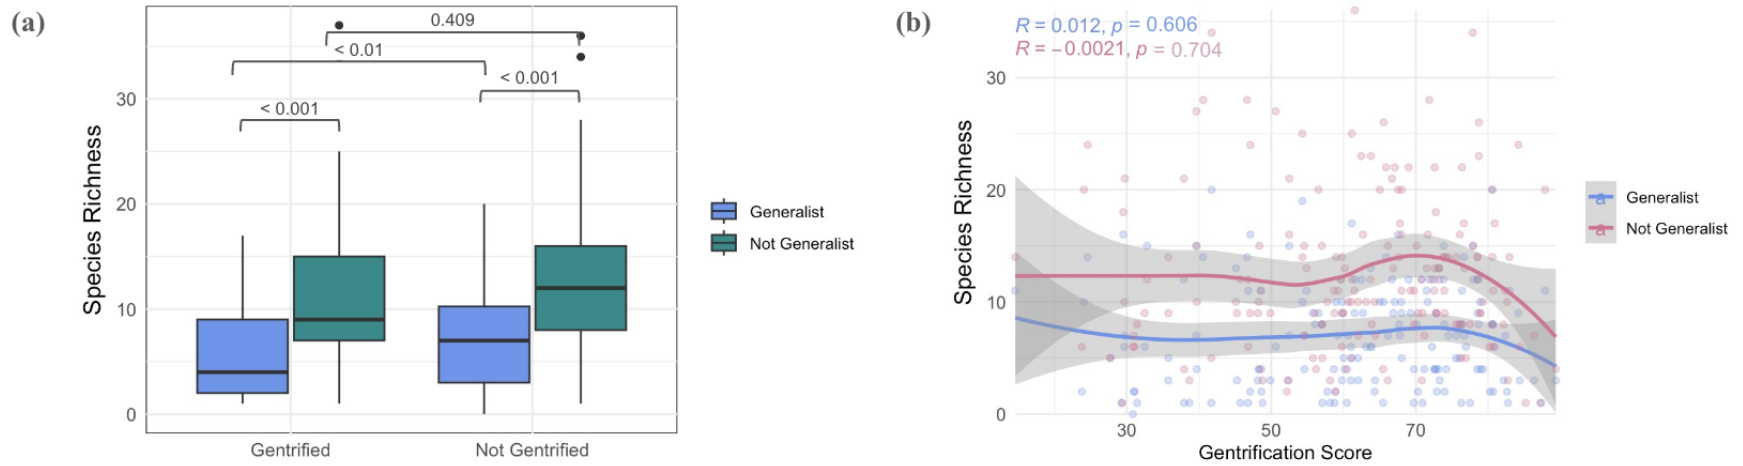 (a)
0.409
< 0.01
< 0.001
< 0.001
30
20
10
0
Species Richness
Gentrified
Not Gentrified
Generalist
Not Generalist
(b)
R = 0.012, p = 0.606
R = −0.0021, p = 0.704
30
20
10
0
Species Richness
30
50
70
Gentrification Score
a Generalist
a Not Generalist